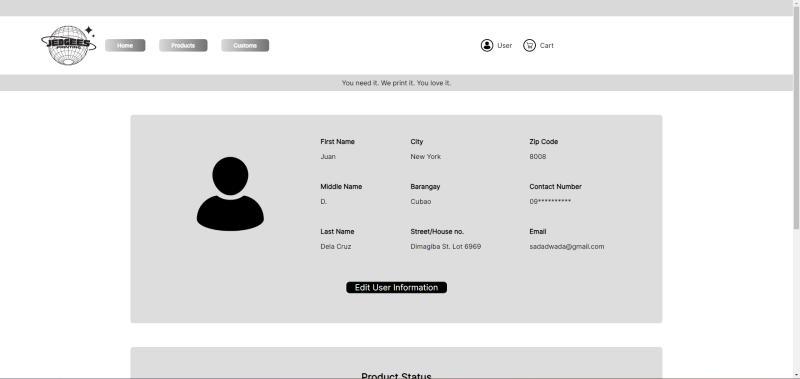 JEBGEES
PRINTING
Home
Products
Customs
User
Cart
You need it. We print it. You love it.
First Name
City
Zip Code
Juan
New York
8008
Middle Name
Barangay
Contact Number
D.
Cubao
09**********
Last Name
Street/House no.
Email
Dela Cruz
Dimagiba St. Lot 6969
sadadwada@gmail.com
Edit User Information
Product Status